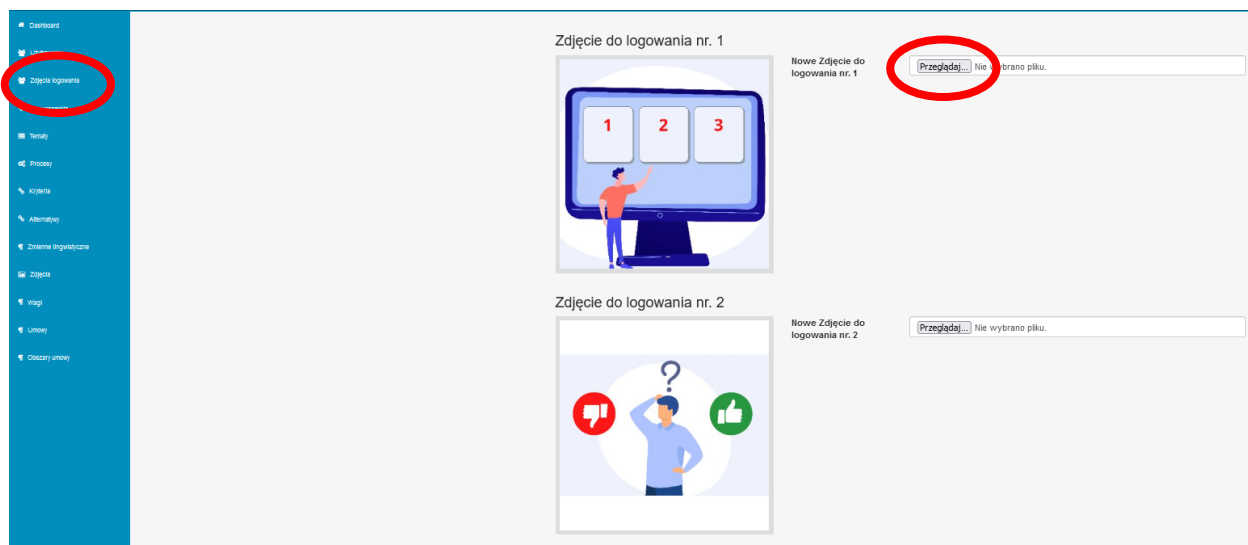 Dashboard
Zdjęcia logowania
Tematy
Procesy
Kryteria
Alternatywy
Zmienne lingwistyczne
Zdjęcia
Wagi
Umowy
Obszary umowy
Zdjęcie do logowania nr. 1
1 2 3
Nowe Zdjęcie do
logowania nr. 1
Przeglądaj... Nie wybrano pliku.
Zdjęcie do logowania nr. 2
?
Nowe Zdjęcie do
logowania nr. 2
Przeglądaj... Nie wybrano pliku.